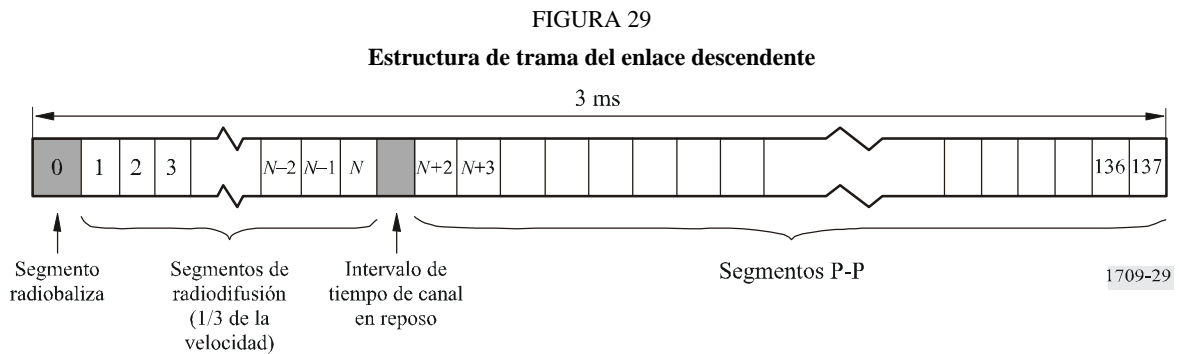 FIGURA 29
Estructura de trama del enlace descendente
3 ms
0 1 2 3 N–2 N–1 N N+2 N+3 136 137
Segmento
radiobaliza
Segmentos de
radiodifusión
(1/3 de la
velocidad)
Intervalo de
tiempo de canal
en reposo
Segmentos P-P
1709-29